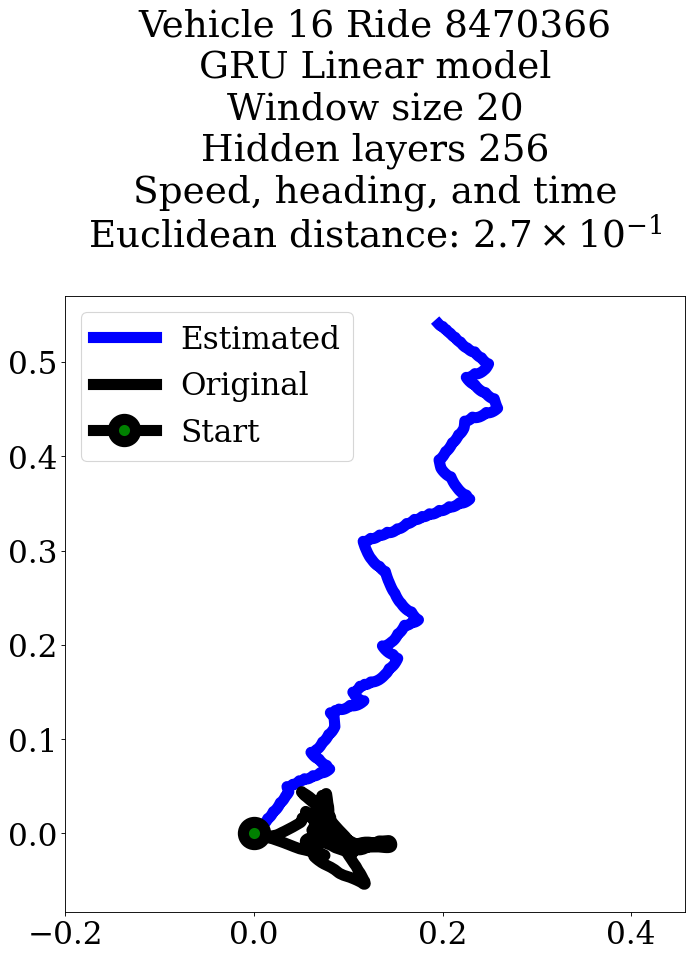 Vehicle 16 Ride 8470366
GRU Linear model
Window size 20
Hidden layers 256
Speed, heading, and time
Euclidean distance: 2.7 × 10⁻¹
Estimated
Original
Start
0.5
0.4
0.3
0.2
0.1
0.0
−0.2 0.0 0.2 0.4